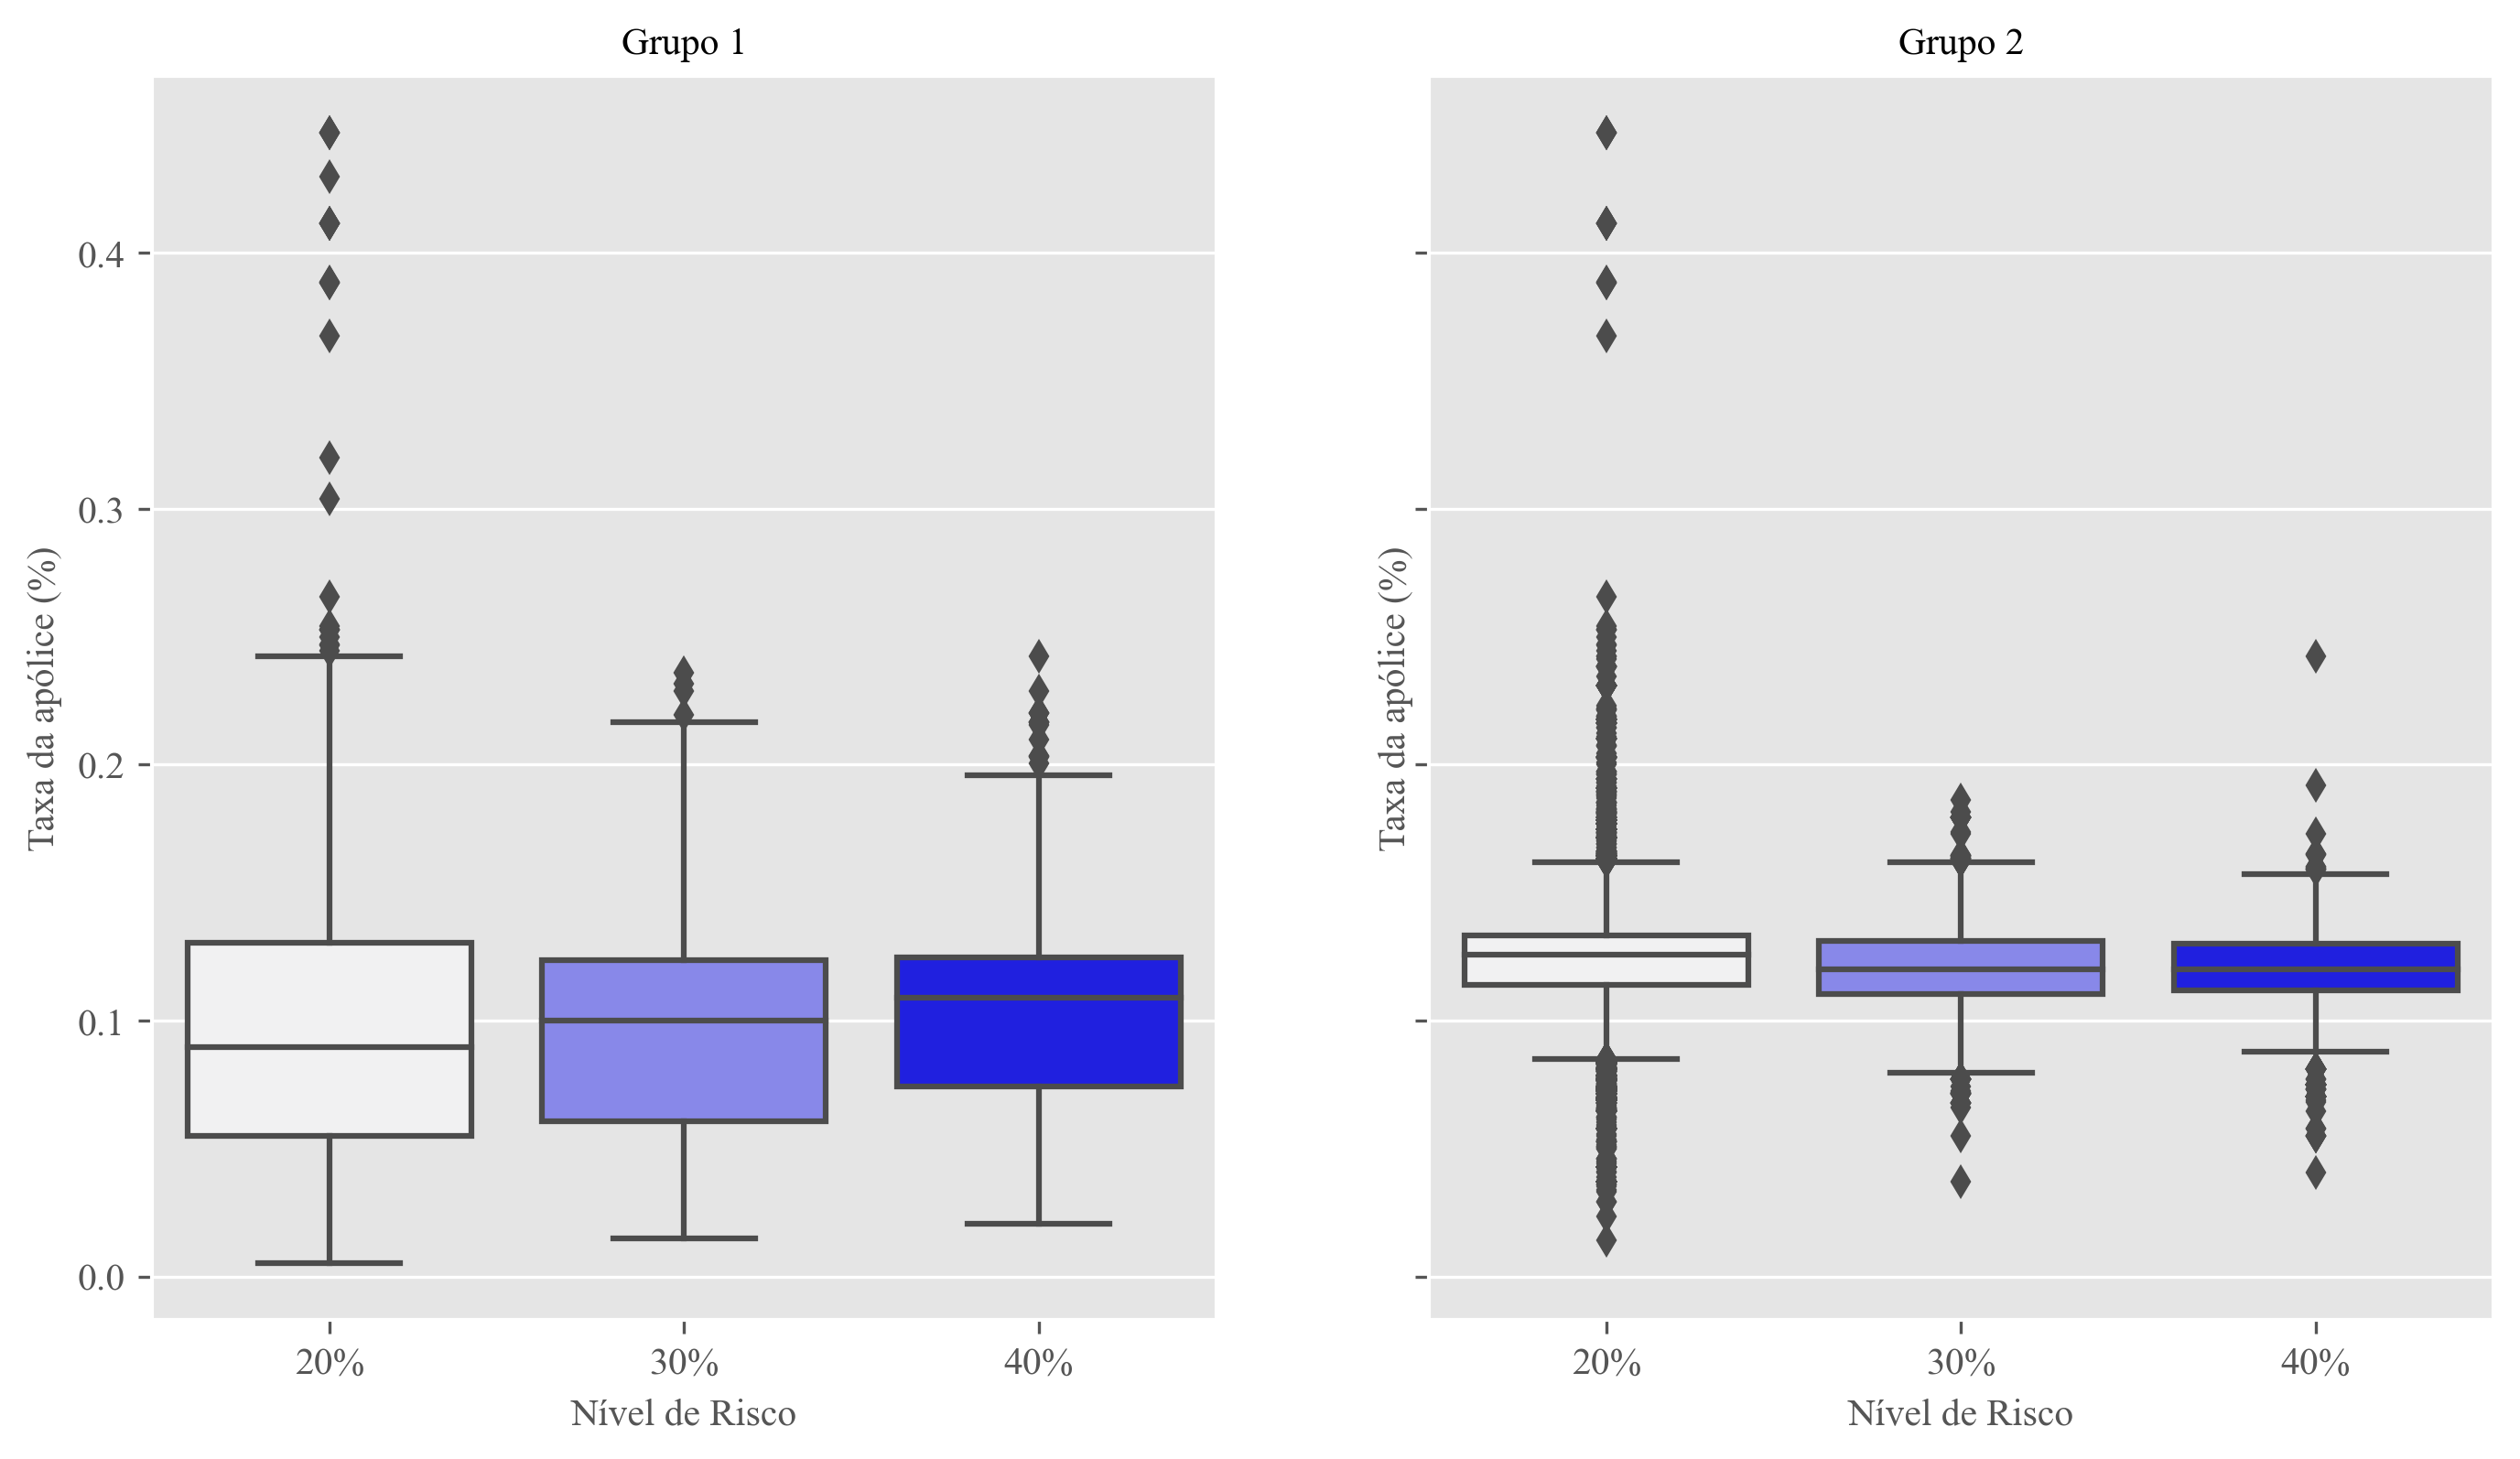 Grupo 1
Grupo 2
Taxa da apólice (%)
0.4
0.3
0.2
0.1
0.0
20%
30%
40%
Nível de Risco
Taxa da apólice (%)
20%
30%
40%
Nível de Risco